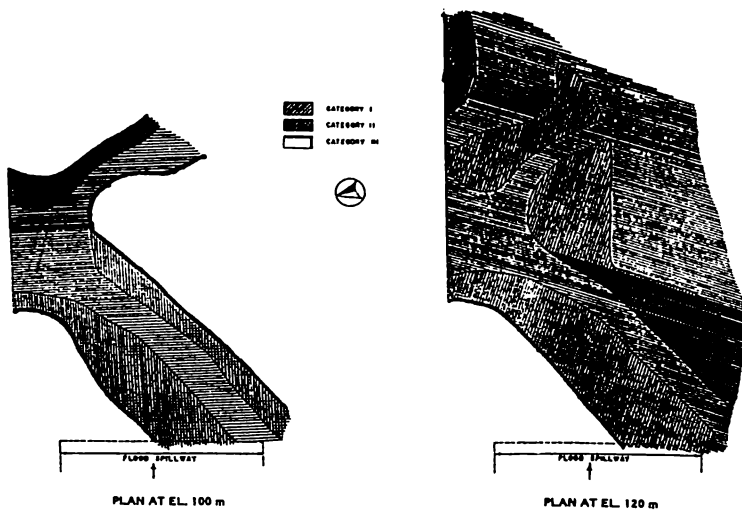 CATEGORY I
CATEGORY II
CATEGORY III
FLOOD SPILLWAY
PLAN AT EL. 100 m
FLOOD SPILLWAY
PLAN AT EL. 120 m